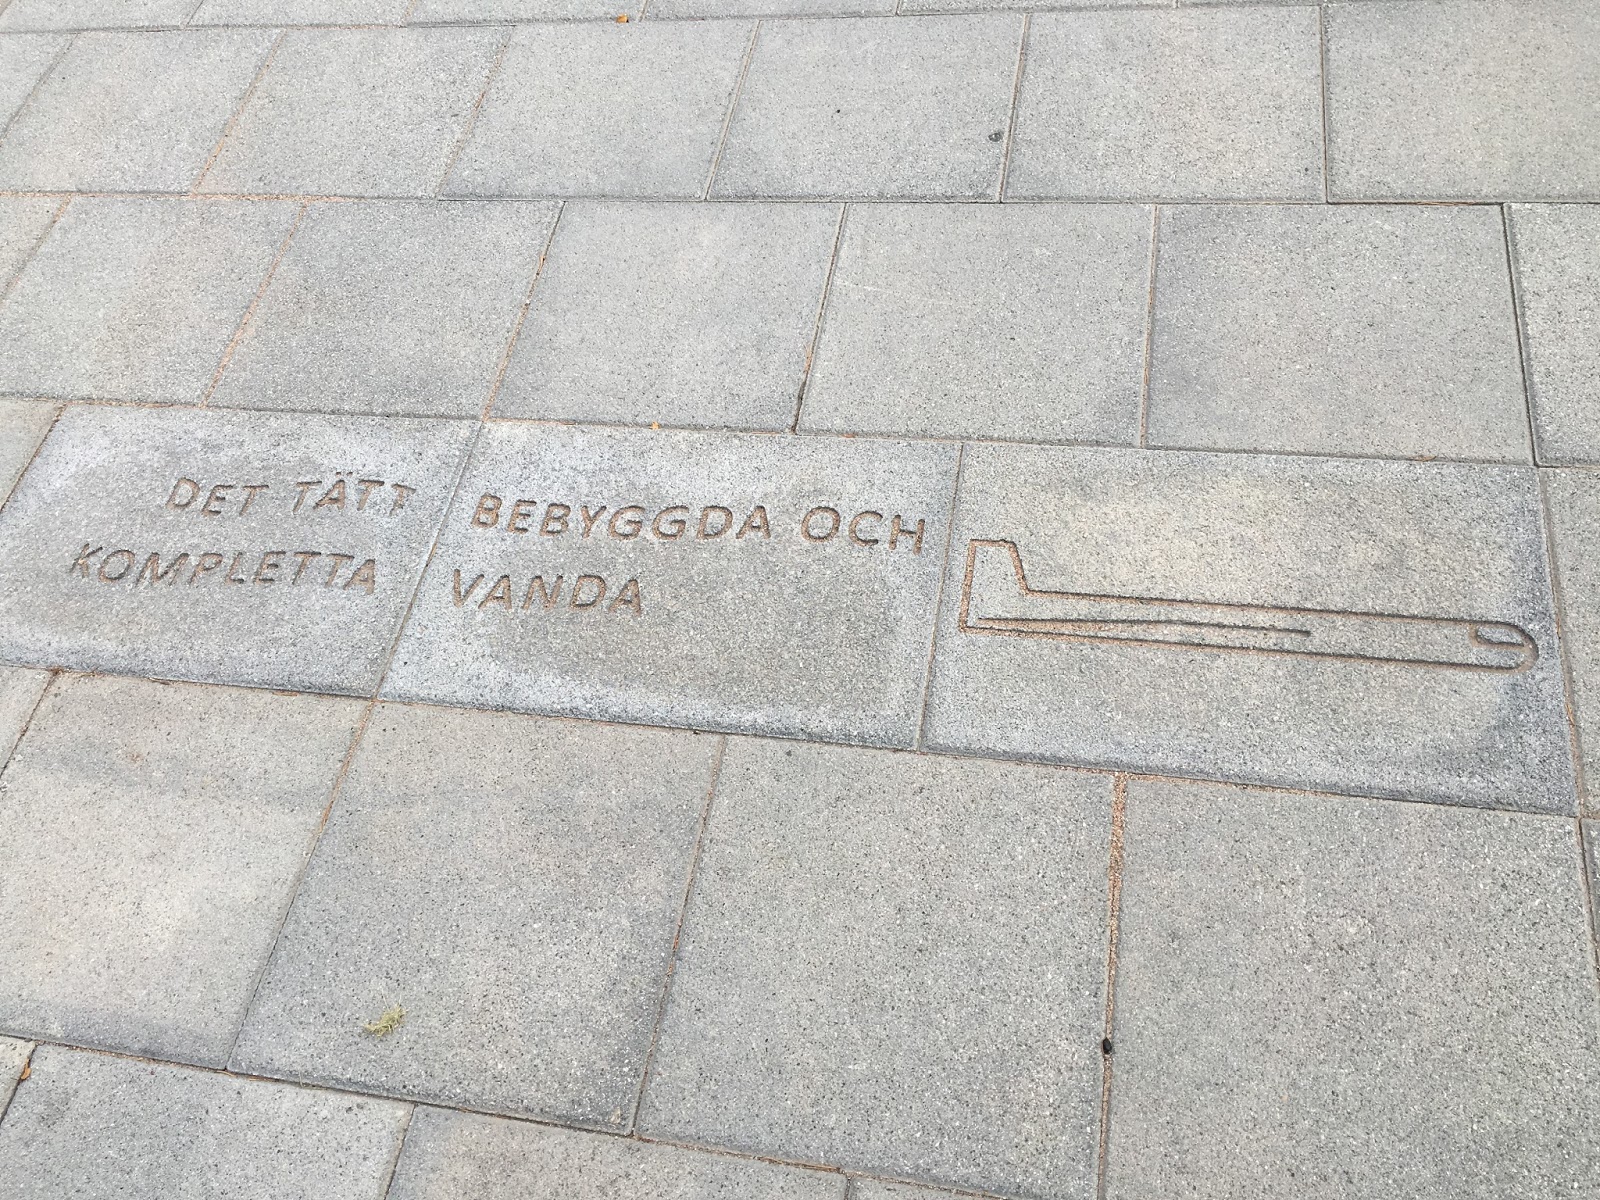 DET TÄTT BEBYGGDA OCH
KOMPLETTA VANDA